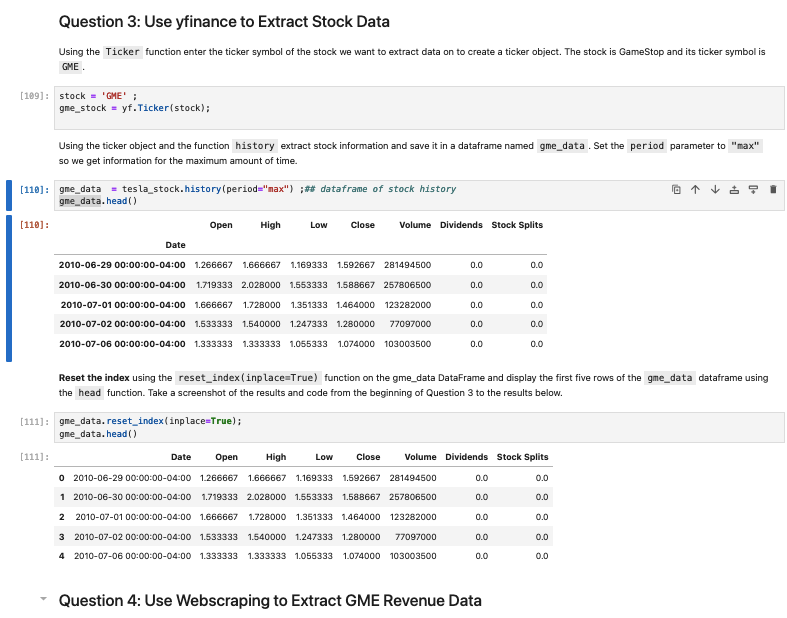 Question 3: Use yfinance to Extract Stock Data
Using the Ticker function enter the ticker symbol of the stock we want to extract data on to create a ticker object. The stock is GameStop and its ticker symbol is
GME .
[109]: stock = 'GME' ;
gme_stock = yf.Ticker(stock);
Using the ticker object and the function history extract stock information and save it in a dataframe named gme_data . Set the period parameter to "max"
so we get information for the maximum amount of time.
[110]: gme_data  = tesla_stock.history(period="max") ;## dataframe of stock history
gme_data.head()
[110]: Open High Low Close Volume Dividends Stock Splits
Date
2010-06-29 00:00:00-04:00 1.266667 1.666667 1.169333 1.592667 281494500 0.0 0.0
2010-06-30 00:00:00-04:00 1.719333 2.028000 1.553333 1.588667 257806500 0.0 0.0
2010-07-01 00:00:00-04:00 1.666667 1.728000 1.351333 1.464000 123282000 0.0 0.0
2010-07-02 00:00:00-04:00 1.533333 1.540000 1.247333 1.280000 77097000 0.0 0.0
2010-07-06 00:00:00-04:00 1.333333 1.333333 1.055333 1.074000 103003500 0.0 0.0
Reset the index using the reset_index(inplace=True) function on the gme_data DataFrame and display the first five rows of the gme_data dataframe using
the head function. Take a screenshot of the results and code from the beginning of Question 3 to the results below.
[111]: gme_data.reset_index(inplace=True);
gme_data.head()
[111]: Date Open High Low Close Volume Dividends Stock Splits
0 2010-06-29 00:00:00-04:00 1.266667 1.666667 1.169333 1.592667 281494500 0.0 0.0
1 2010-06-30 00:00:00-04:00 1.719333 2.028000 1.553333 1.588667 257806500 0.0 0.0
2 2010-07-01 00:00:00-04:00 1.666667 1.728000 1.351333 1.464000 123282000 0.0 0.0
3 2010-07-02 00:00:00-04:00 1.533333 1.540000 1.247333 1.280000 77097000 0.0 0.0
4 2010-07-06 00:00:00-04:00 1.333333 1.333333 1.055333 1.074000 103003500 0.0 0.0
Question 4: Use Webscraping to Extract GME Revenue Data